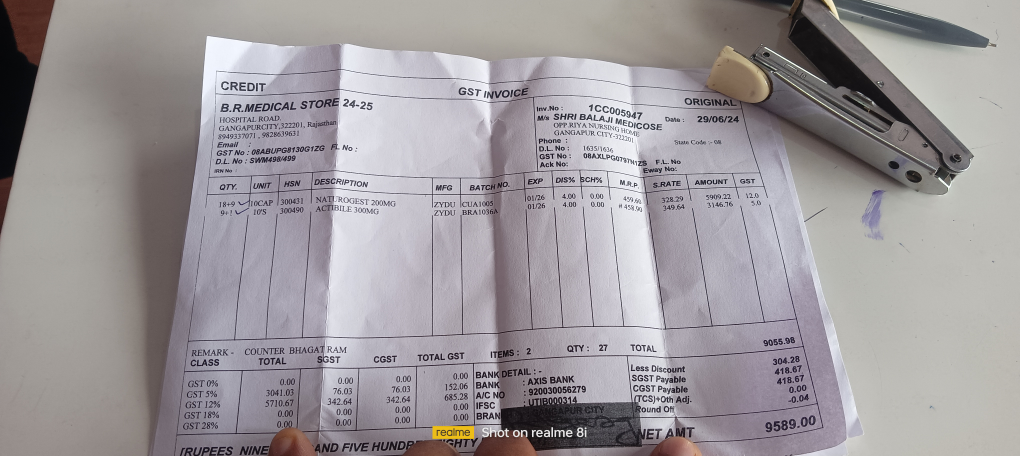 CREDIT
GST INVOICE
ORIGINAL
B.R.MEDICAL STORE 24-25
HOSPITAL ROAD
GANGAPURCITY,322201, Rajasthan
8949337071 , 9828639631
Email :
GST No : 08ABUPG8130G1ZG FL No :
D.L. No : SWM498/499
IRN No :
Inv.No : 1CC005947 Date : 29/06/24
M/s SHRI BALAJI MEDICOSE
OPP.RIYA NURSING HOME
GANGAPUR CITY-322201
Phone : State Code :- 08
D.L. No : 1635/1636
GST No : 08AXLPG0797N1ZS F.L. No
Ack No: Eway No:
QTY. UNIT HSN DESCRIPTION MFG BATCH NO. EXP DIS% SCH% M.R.P. S.RATE AMOUNT GST
18+9 10CAP 300431 NATUROGEST 200MG ZYDU CUA1005 01/26 4.00 0.00 459.60 328.29 5909.22 12.0
9+! 10'S 300490 ACTIBILE 300MG ZYDU BRA1036A 01/26 4.00 0.00 # 458.90 349.64 3146.76 5.0
REMARK - COUNTER BHAGAT RAM ITEMS : 2 QTY : 27 TOTAL 9055.98
CLASS TOTAL SGST CGST TOTAL GST
GST 0% 0.00 0.00 0.00 0.00
GST 5% 3041.03 76.03 76.03 152.06
GST 12% 5710.67 342.64 342.64 685.28
GST 18% 0.00 0.00 0.00 0.00
GST 28% 0.00 0.00 0.00 0.00
BANK DETAIL : -
BANK : AXIS BANK
A/C NO : 920030056279
IFSC : UTIB000314
BRAN GANGAPUR CITY
Less Discount 304.28
SGST Payable 418.67
CGST Payable 418.67
(TCS)+Oth Adj. 0.00
Round Off -0.04
NET AMT 9589.00
[RUPEES NINE AND FIVE HUNDRE EIGHTY
realme Shot on realme 8i